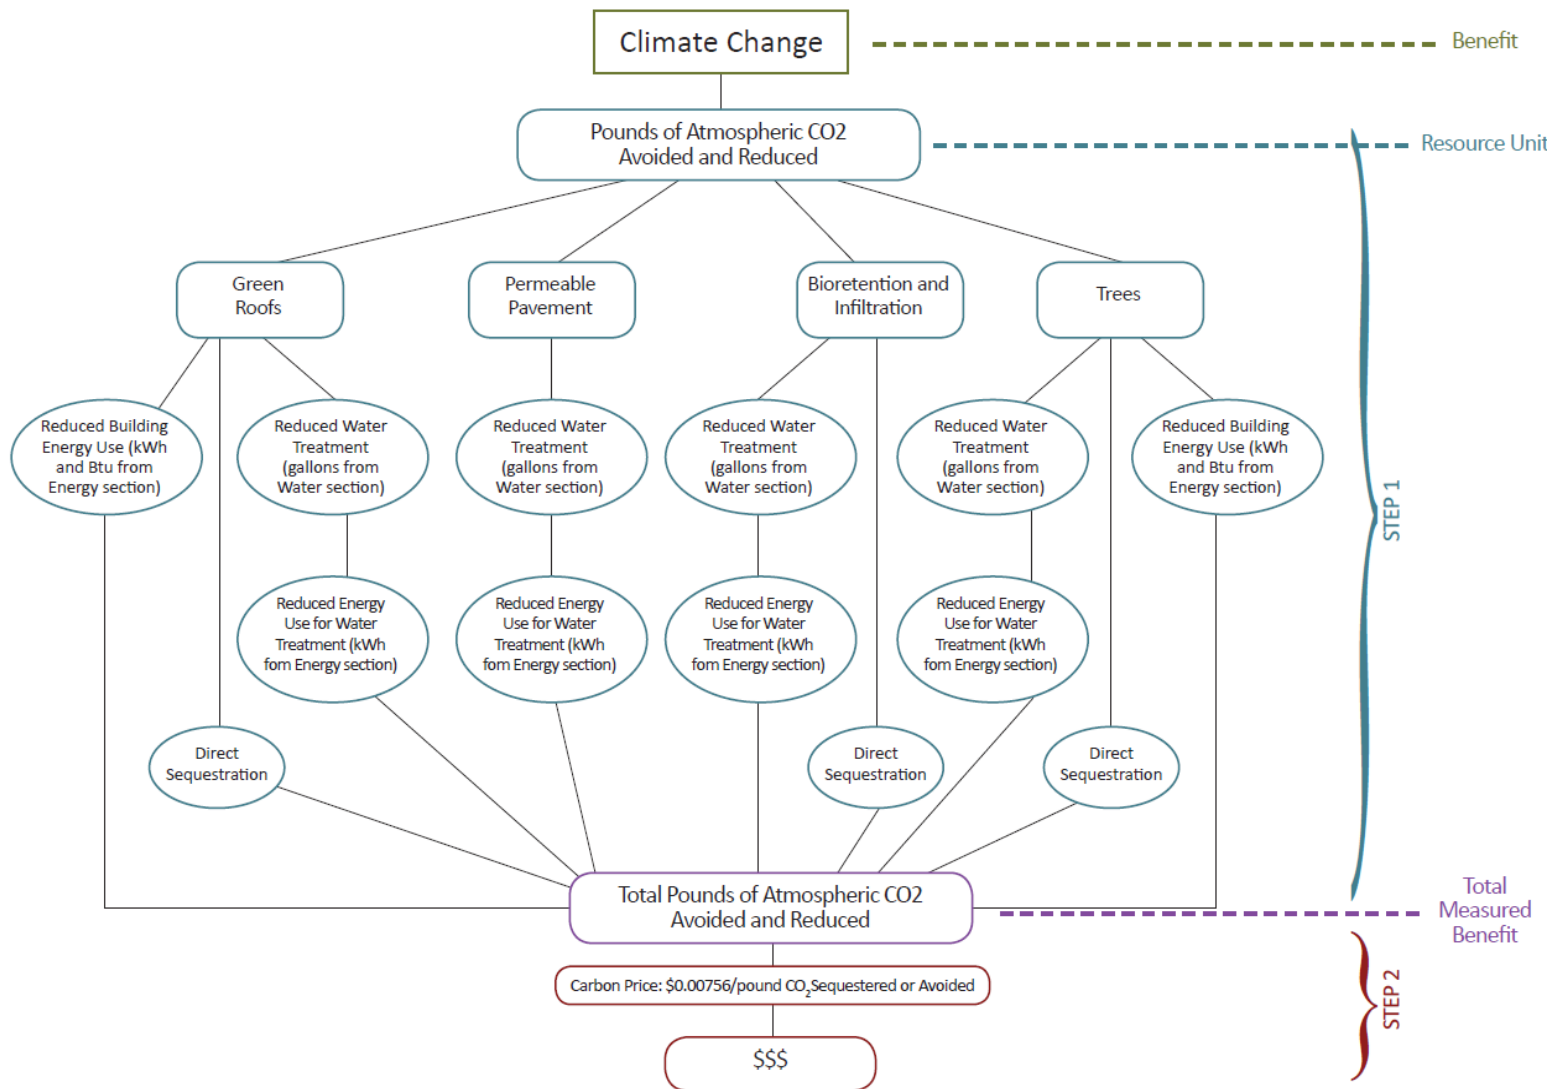 Climate Change
Benefit
Pounds of Atmospheric CO2
Avoided and Reduced
Resource Unit
Green
Roofs
Permeable
Pavement
Bioretention and
Infiltration
Trees
Reduced Building
Energy Use (kWh
and Btu from
Energy section)
Reduced Water
Treatment
(gallons from
Water section)
Reduced Water
Treatment
(gallons from
Water section)
Reduced Water
Treatment
(gallons from
Water section)
Reduced Water
Treatment
(gallons from
Water section)
Reduced Building
Energy Use (kWh
and Btu from
Energy section)
STEP 1
Reduced Energy
Use for Water
Treatment (kWh
fom Energy section)
Reduced Energy
Use for Water
Treatment (kWh
fom Energy section)
Reduced Energy
Use for Water
Treatment (kWh
fom Energy section)
Reduced Energy
Use for Water
Treatment (kWh
fom Energy section)
Direct
Sequestration
Direct
Sequestration
Direct
Sequestration
Total Pounds of Atmospheric CO2
Avoided and Reduced
Total
Measured
Benefit
Carbon Price: $0.00756/pound CO₂Sequestered or Avoided
STEP 2
$$$